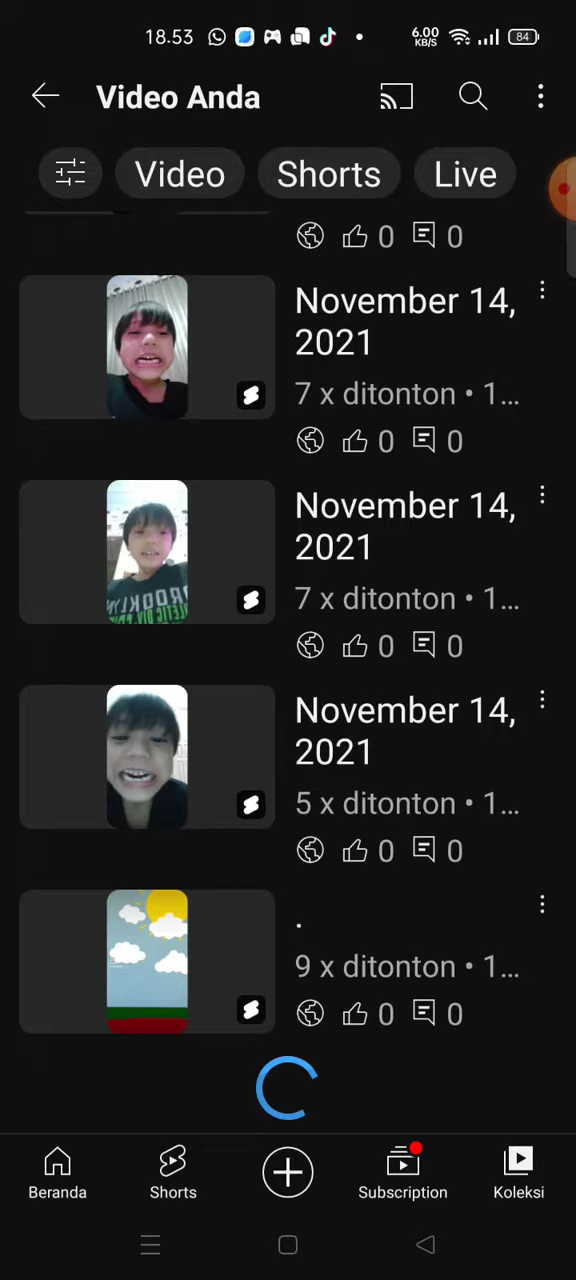 18.53 6.00 KB/S 84
Video Anda
Video Shorts Live
0 0
November 14,
2021
7 x ditonton • 1...
0 0
November 14,
2021
7 x ditonton • 1...
0 0
BROOKLYN
November 14,
2021
5 x ditonton • 1...
0 0
.
9 x ditonton • 1...
0 0
Beranda Shorts Subscription Koleksi